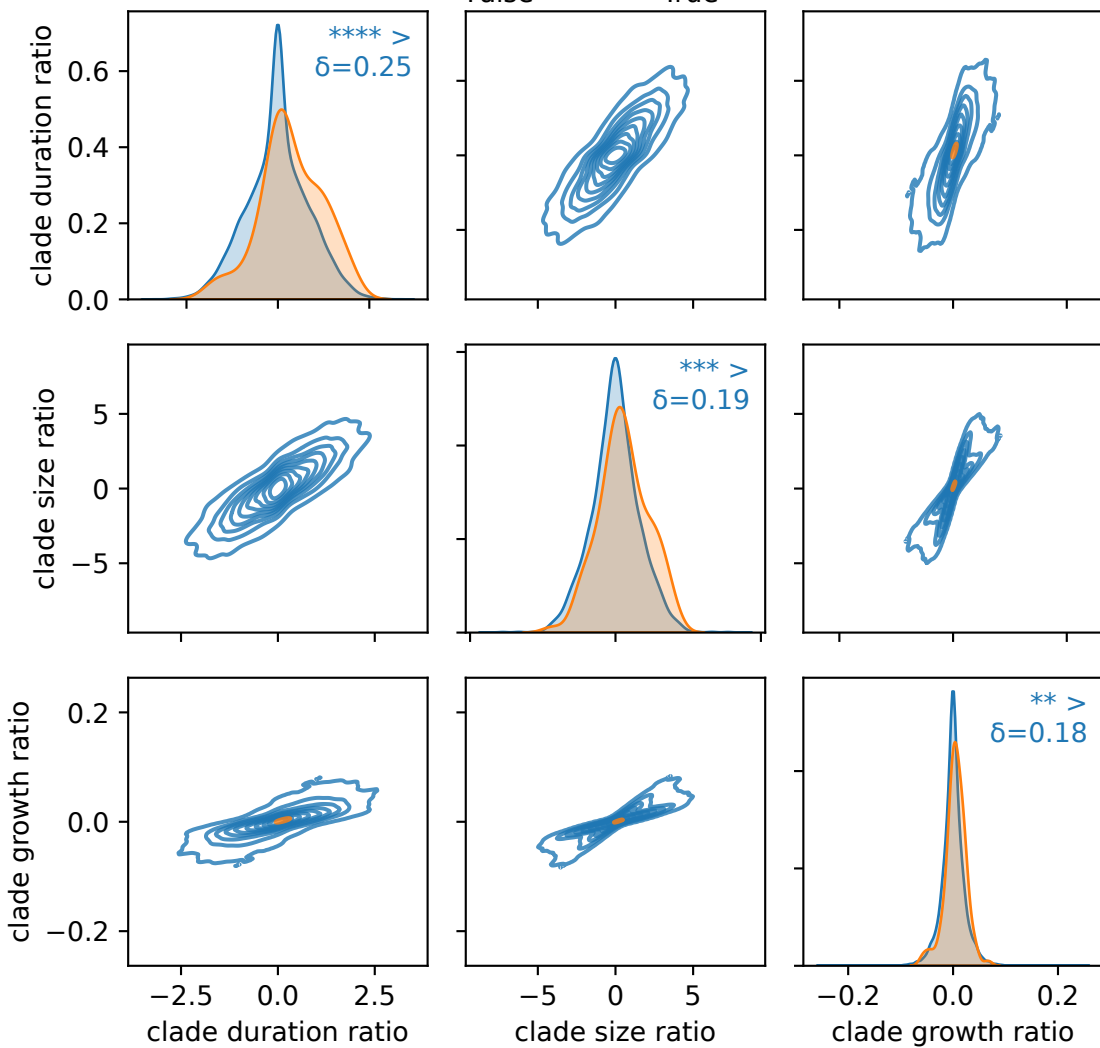 **** >
δ=0.25
clade duration ratio
0.6
0.4
0.2
0.0
*** >
δ=0.19
clade size ratio
5
0
−5
** >
δ=0.18
clade growth ratio
0.2
0.0
−0.2
−2.5 0.0 2.5
−5 0 5
−0.2 0.0 0.2
clade duration ratio
clade size ratio
clade growth ratio